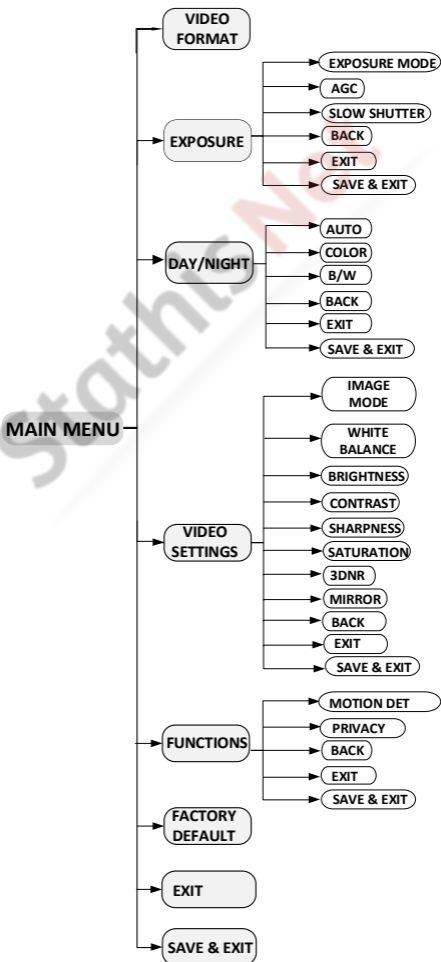 VIDEO
FORMAT
EXPOSURE MODE
AGC
SLOW SHUTTER
EXPOSURE
BACK
EXIT
SAVE & EXIT
AUTO
COLOR
DAY/NIGHT
B/W
BACK
EXIT
SAVE & EXIT
IMAGE
MODE
MAIN MENU
WHITE
BALANCE
BRIGHTNESS
CONTRAST
SHARPNESS
VIDEO
SETTINGS
SATURATION
3DNR
MIRROR
BACK
EXIT
SAVE & EXIT
MOTION DET
PRIVACY
FUNCTIONS
BACK
EXIT
SAVE & EXIT
FACTORY
DEFAULT
EXIT
SAVE & EXIT
StathisNet